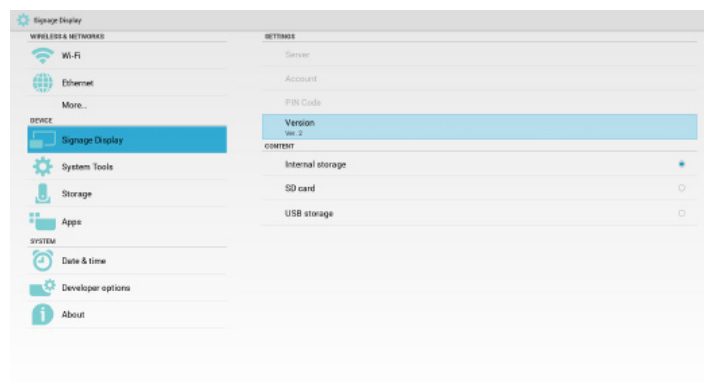 Signage Display
WIRELESS & NETWORKS
Wi-Fi
Ethernet
More...
DEVICE
Signage Display
System Tools
Storage
Apps
SYSTEM
Date & time
Developer options
About
SETTINGS
Server
Account
PIN Code
Version
Ver. 2
CONTENT
Internal storage
SD card
USB storage